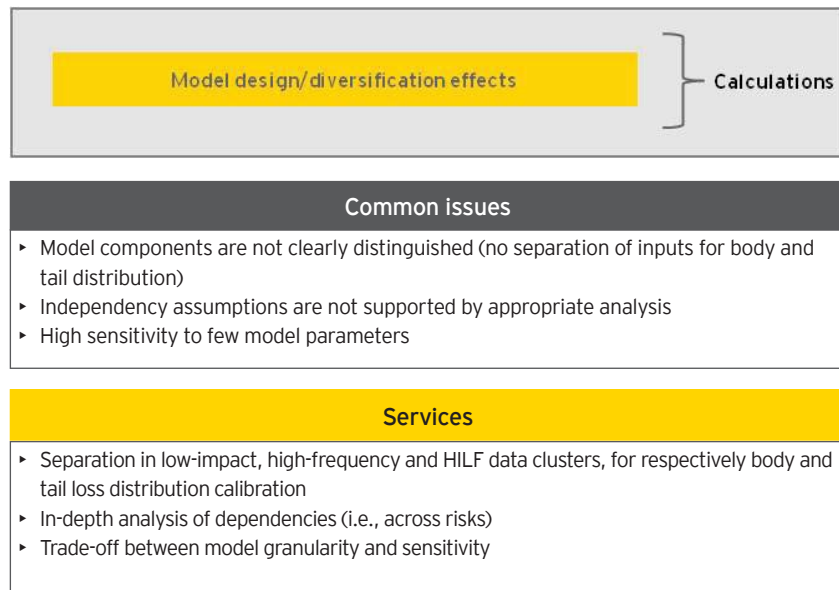 Model design/diversification effects
Calculations
Common issues
‣ Model components are not clearly distinguished (no separation of inputs for body and
tail distribution)
‣ Independency assumptions are not supported by appropriate analysis
‣ High sensitivity to few model parameters
Services
‣ Separation in low-impact, high-frequency and HILF data clusters, for respectively body and
tail loss distribution calibration
‣ In-depth analysis of dependencies (i.e., across risks)
‣ Trade-off between model granularity and sensitivity